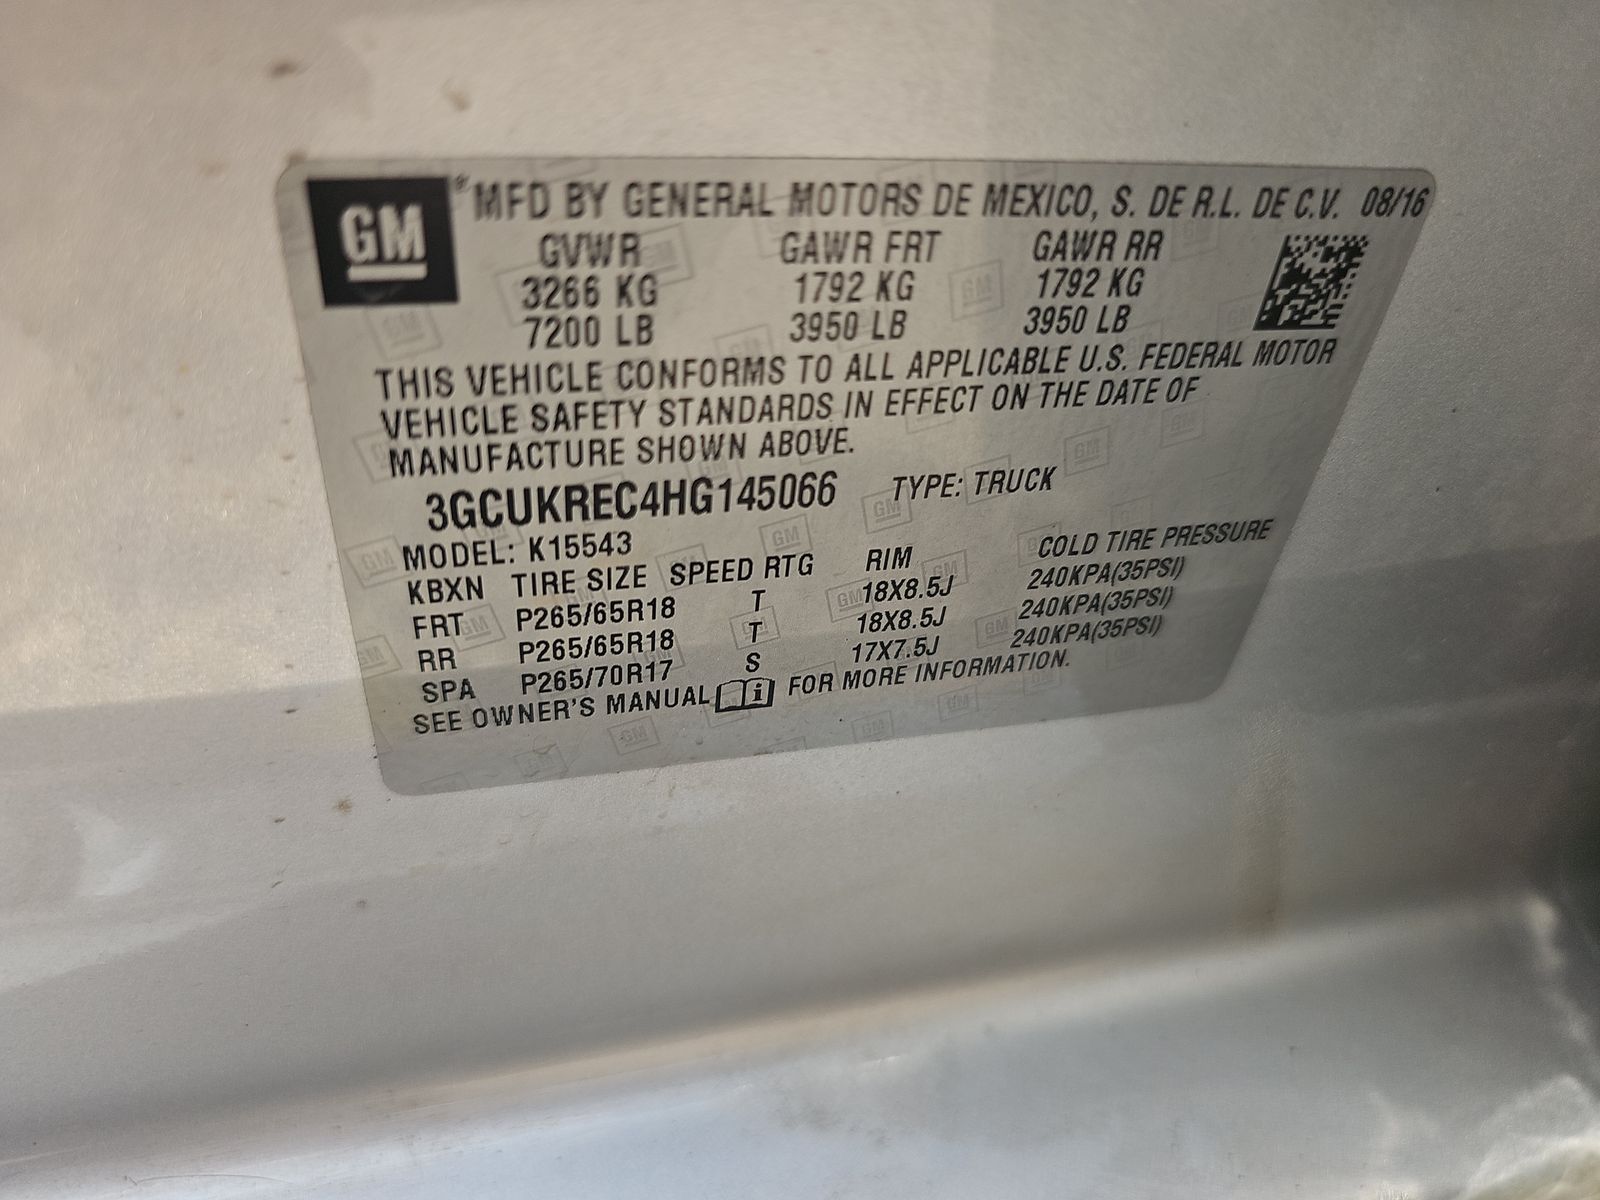 GM ® MFD BY GENERAL MOTORS DE MEXICO, S. DE R.L. DE C.V. 08/16
GVWR GAWR FRT GAWR RR
3266 KG 1792 KG 1792 KG
7200 LB 3950 LB 3950 LB
THIS VEHICLE CONFORMS TO ALL APPLICABLE U.S. FEDERAL MOTOR
VEHICLE SAFETY STANDARDS IN EFFECT ON THE DATE OF
MANUFACTURE SHOWN ABOVE.
3GCUKREC4HG145066 TYPE: TRUCK
MODEL: K15543
KBXN TIRE SIZE SPEED RTG RIM COLD TIRE PRESSURE
FRT P265/65R18 T 18X8.5J 240KPA(35PSI)
RR P265/65R18 T 18X8.5J 240KPA(35PSI)
SPA P265/70R17 S 17X7.5J 240KPA(35PSI)
SEE OWNER'S MANUAL FOR MORE INFORMATION.